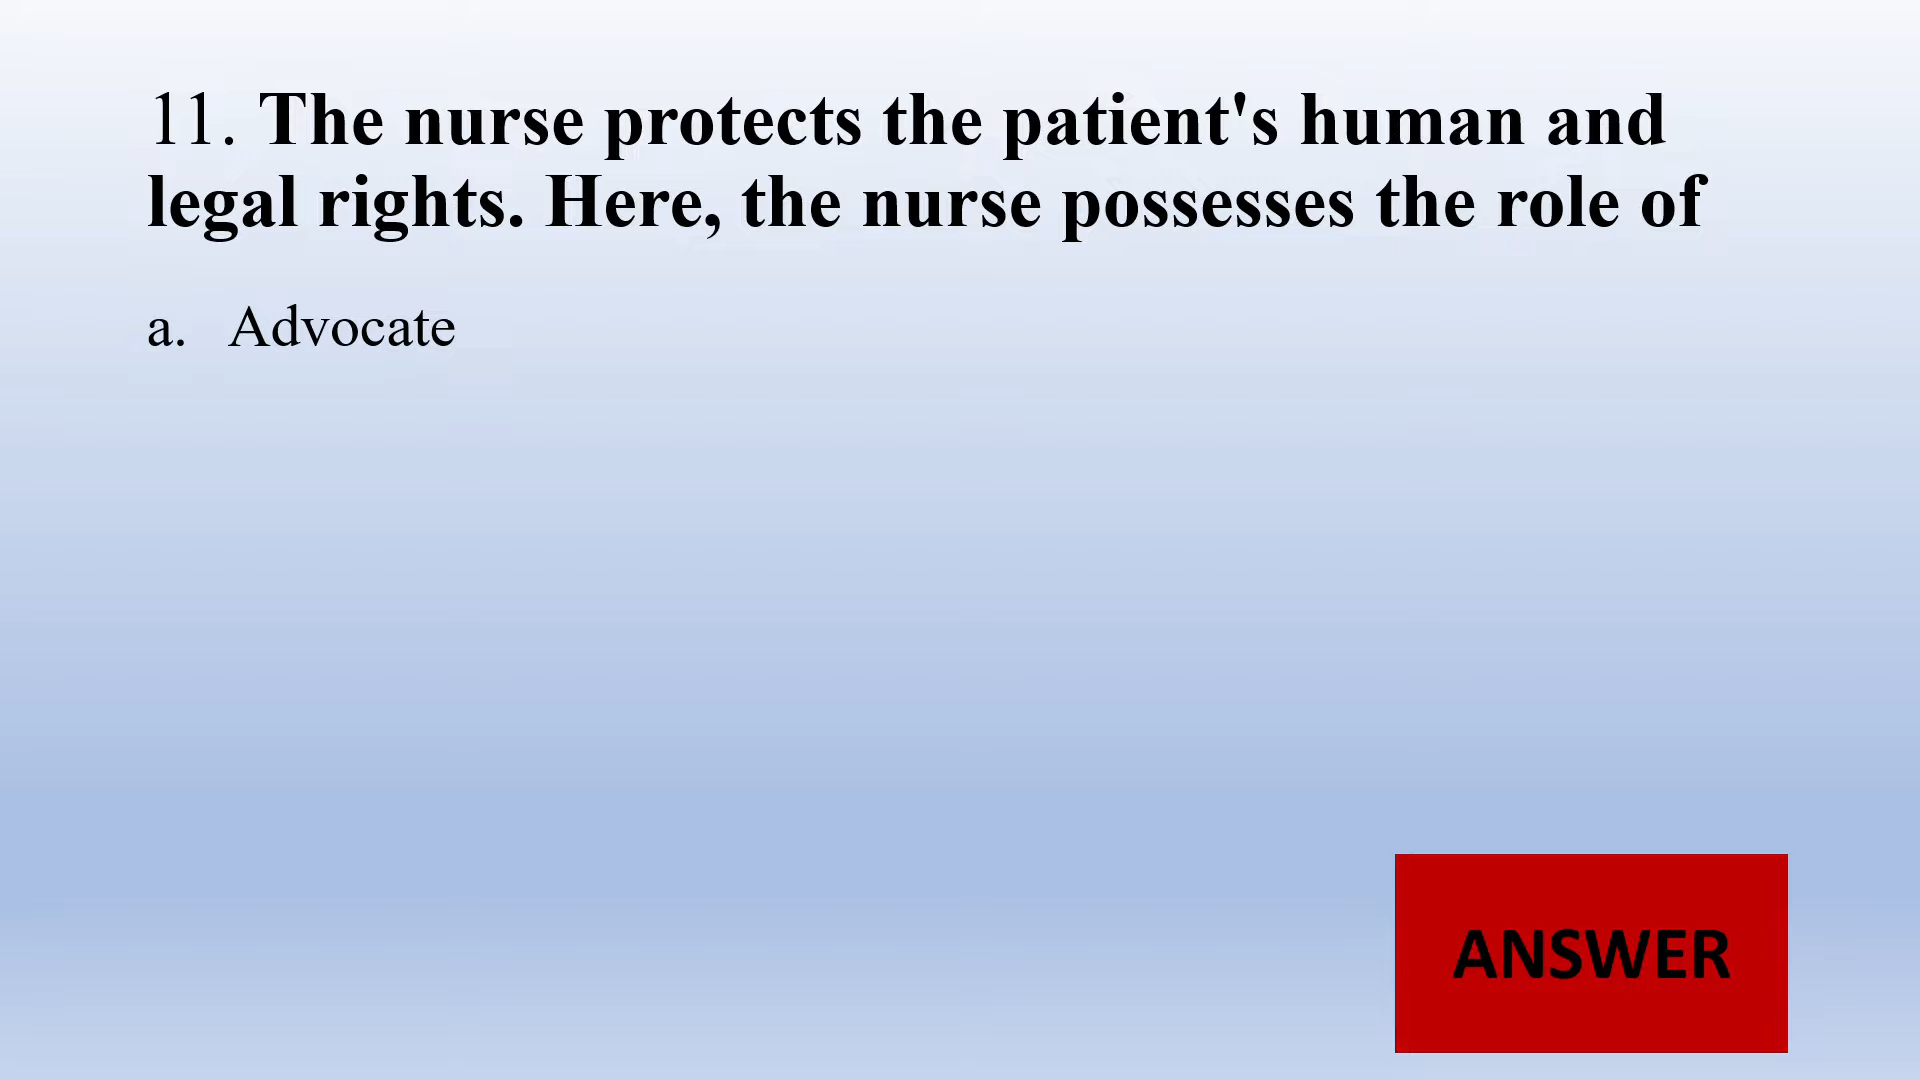 11. The nurse protects the patient's human and
legal rights. Here, the nurse possesses the role of
a. Advocate
ANSWER